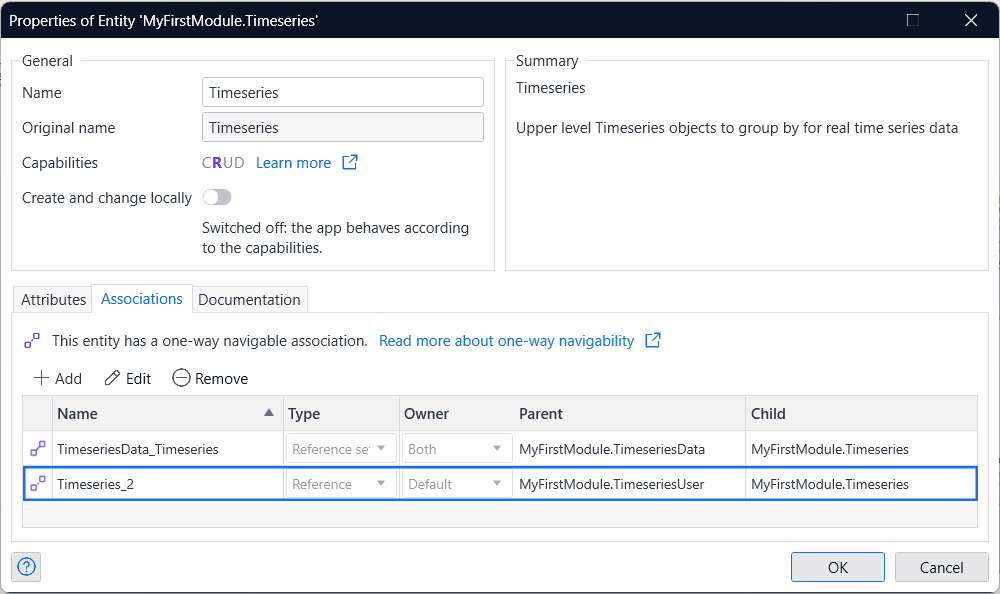 Properties of Entity 'MyFirstModule.Timeseries'
General
Name
Timeseries
Original name
Timeseries
Capabilities
CRUD Learn more
Create and change locally
Switched off: the app behaves according
to the capabilities.
Summary
Timeseries
Upper level Timeseries objects to group by for real time series data
Attributes Associations Documentation
This entity has a one-way navigable association. Read more about one-way navigability
Add Edit Remove
Name Type Owner Parent Child
TimeseriesData_Timeseries Reference se Both MyFirstModule.TimeseriesData MyFirstModule.Timeseries
Timeseries_2 Reference Default MyFirstModule.TimeseriesUser MyFirstModule.Timeseries
? OK Cancel